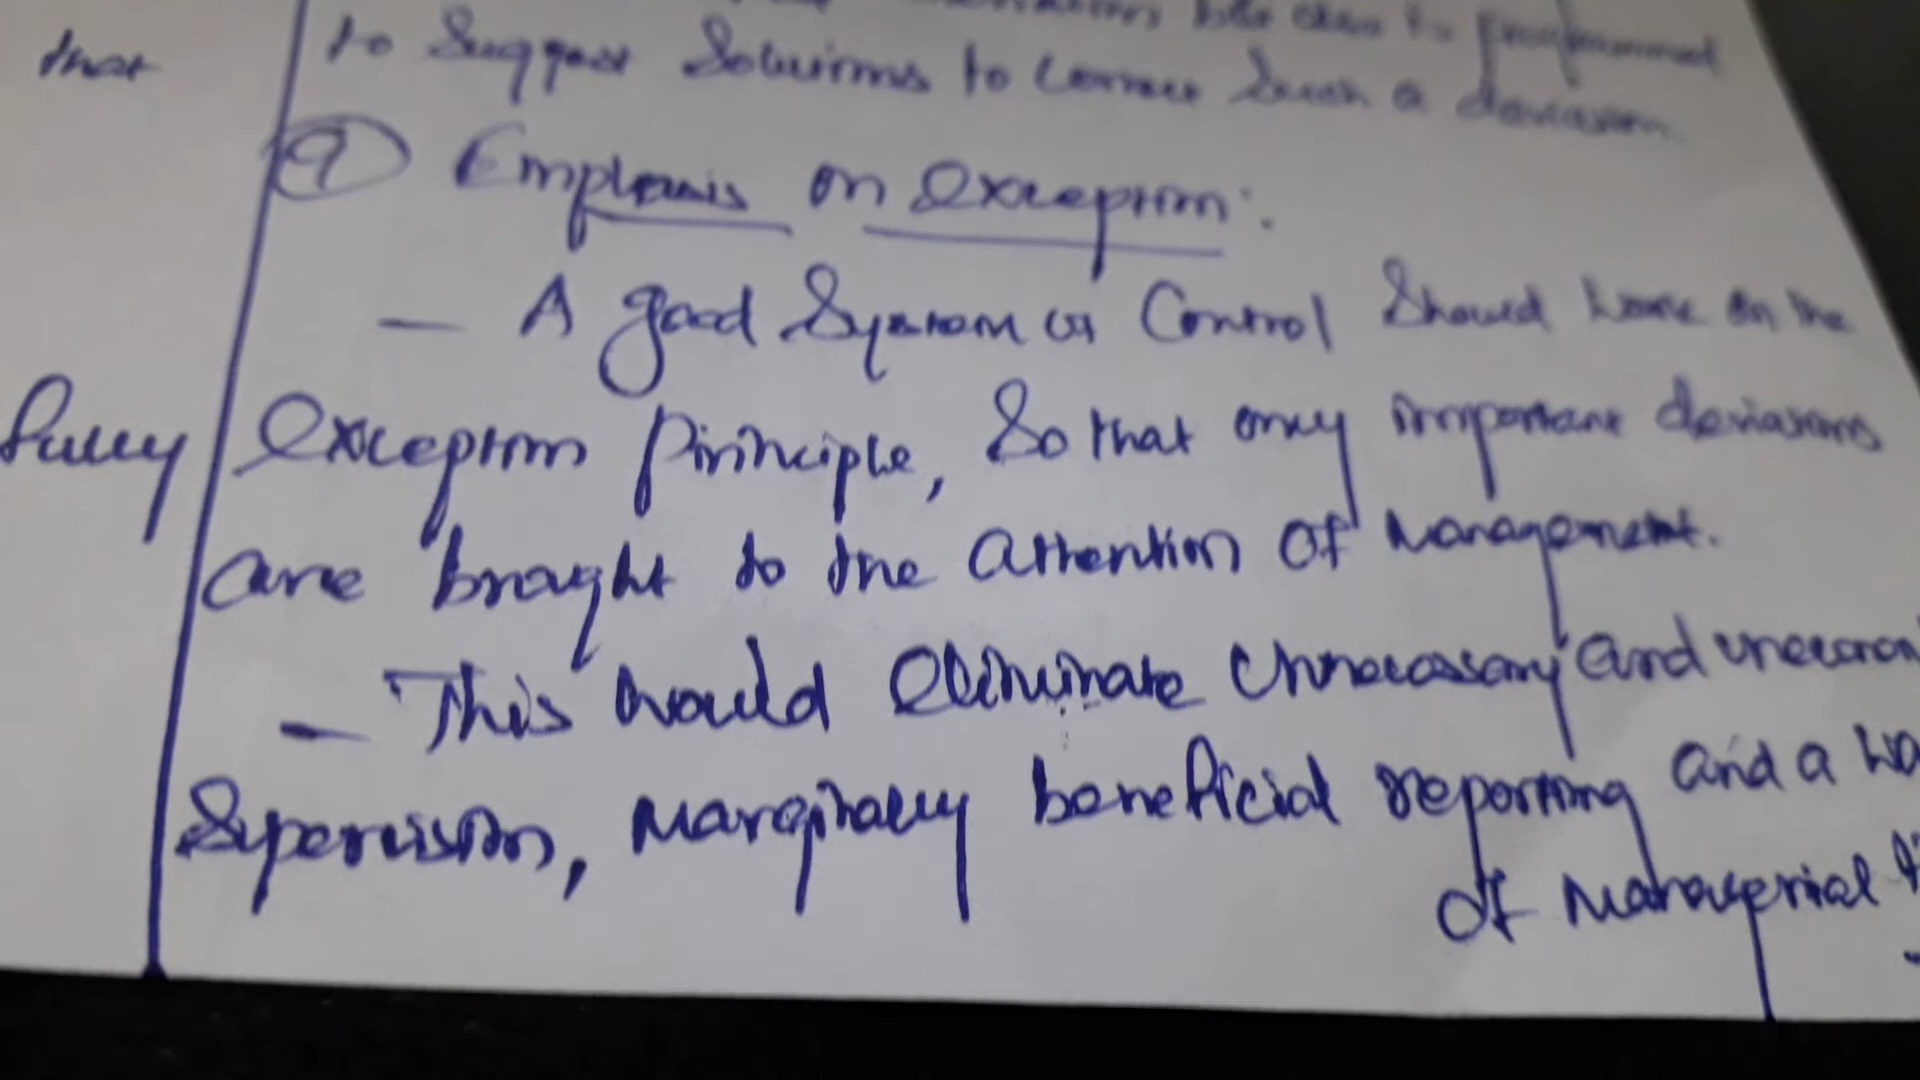 that
to suggest solutions to correct such a deviation.
9 Emphasis on exception:
- A good system of Control should work on the
fully
exception principle, so that only important deviations
are brought to the attention of management.
- This would eliminate unnecessary and
supervision, marginally beneficial reporting and a
of managerial